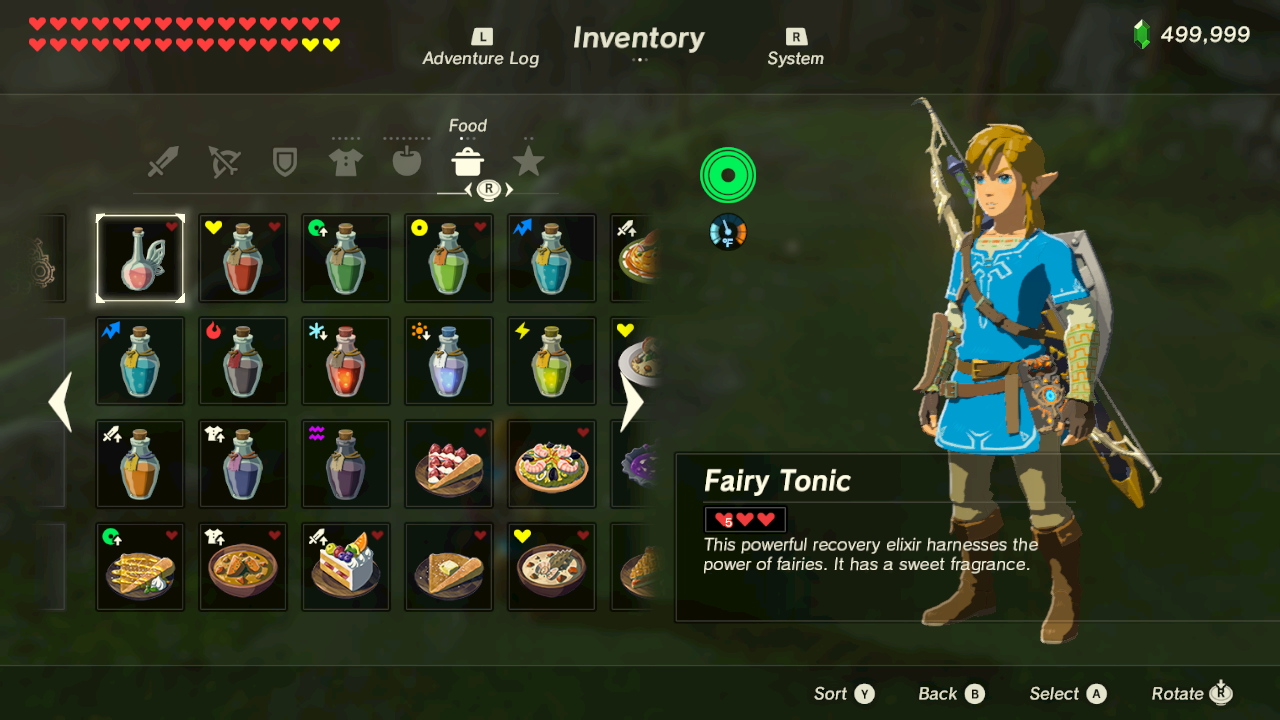 L
Inventory
R
499,999
Adventure Log
System
Food
R
°F
Fairy Tonic
5
This powerful recovery elixir harnesses the
power of fairies. It has a sweet fragrance.
Sort Y Back B Select A Rotate R